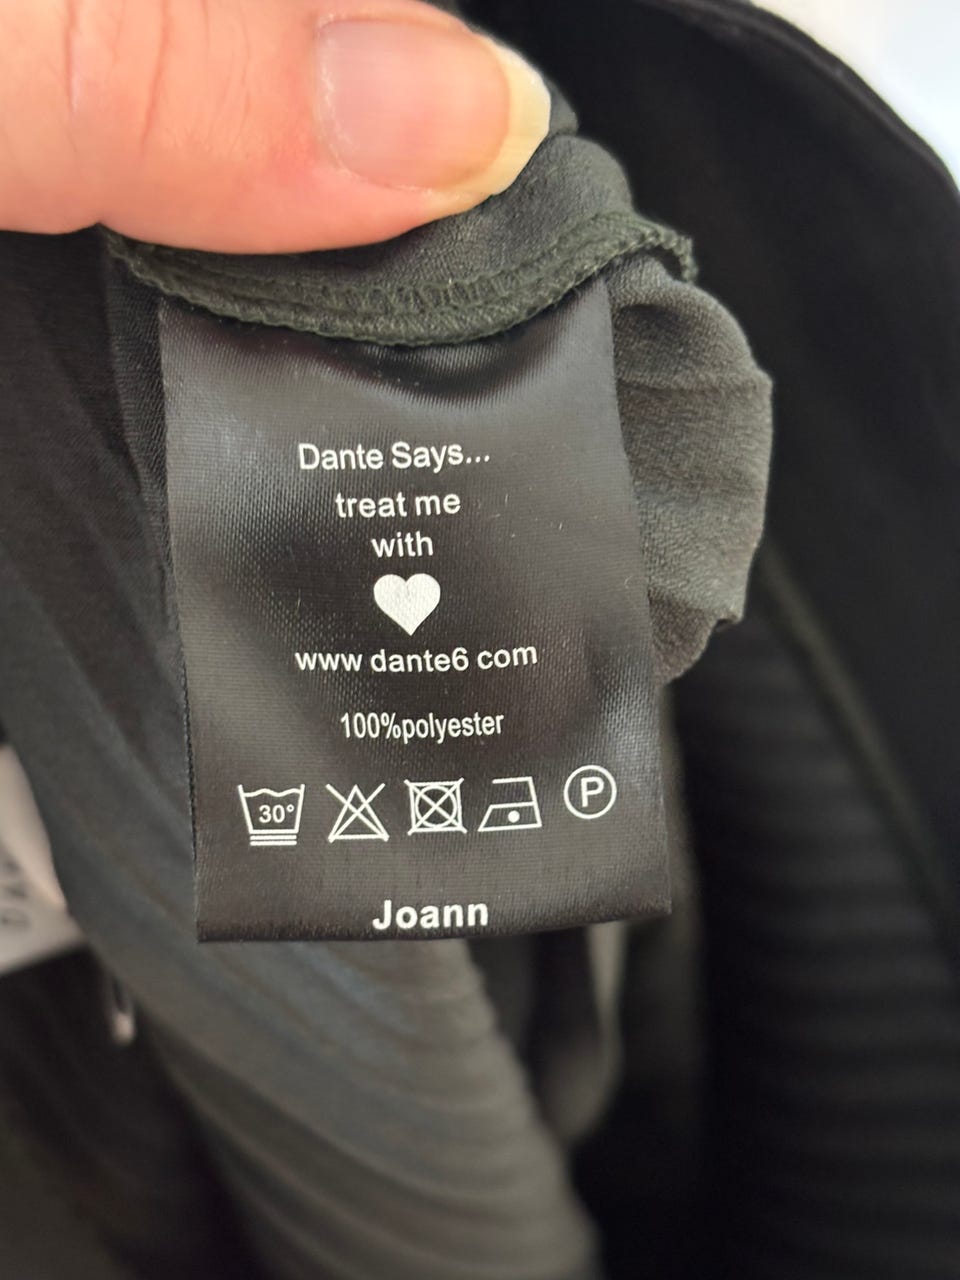 Dante Says...
treat me
with
www dante6 com
100%polyester
30°
P
Joann